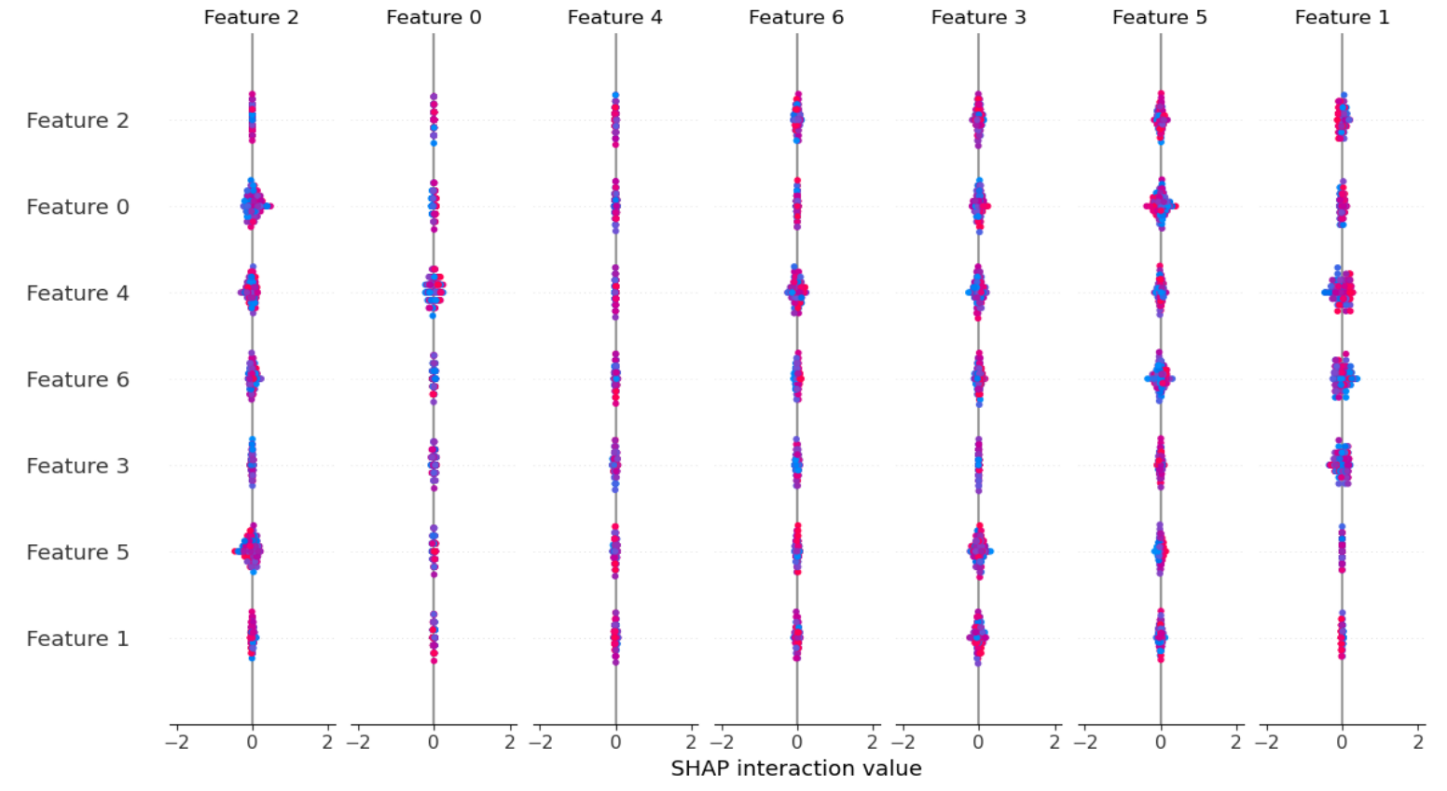 Feature 2 Feature 0 Feature 4 Feature 6 Feature 3 Feature 5 Feature 1
Feature 2
Feature 0
Feature 4
Feature 6
Feature 3
Feature 5
Feature 1
−2 0 2 −2 0 2 −2 0 2 −2 0 2 −2 0 2 −2 0 2 −2 0 2
SHAP interaction value